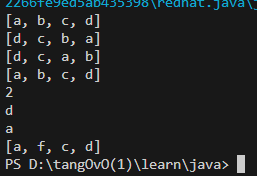 2266fe9ed5ab435398\redhat.java\j
[a, b, c, d]
[d, c, b, a]
[d, c, a, b]
[a, b, c, d]
2
d
a
[a, f, c, d]
PS D:\tangOvO(1)\learn\java>